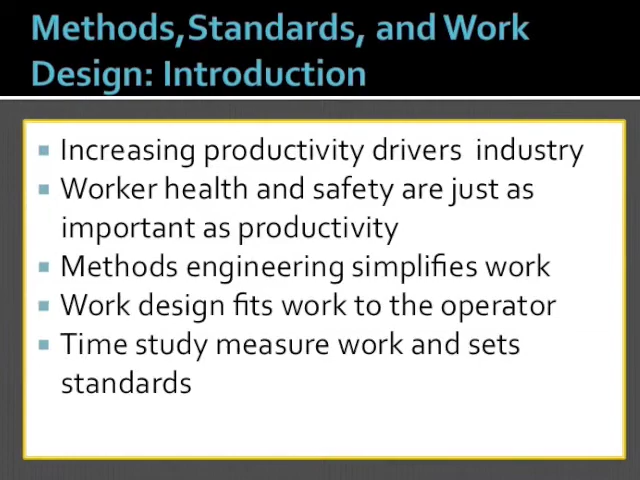 Methods,Standards, and Work
Design: Introduction
Increasing productivity drivers industry
Worker health and safety are just as
important as productivity
Methods engineering simplifies work
Work design fits work to the operator
Time study measure work and sets
standards